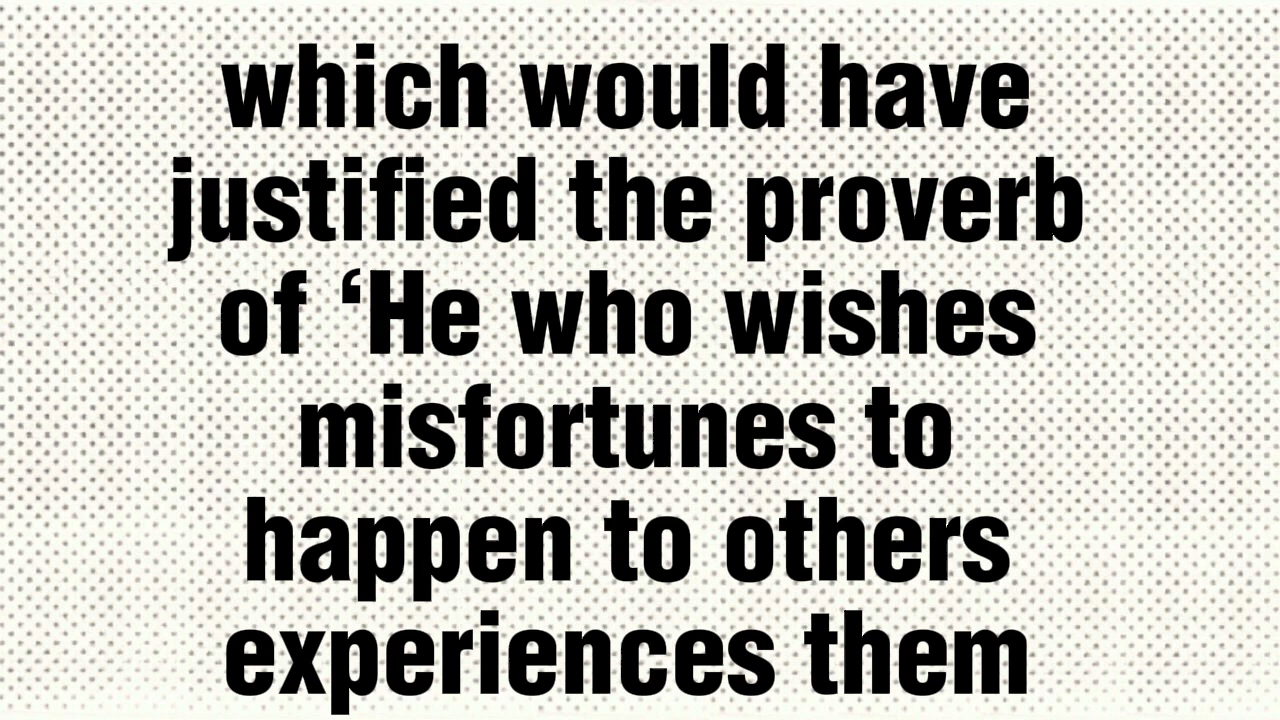 which would have
justified the proverb
of ‘He who wishes
misfortunes to
happen to others
experiences them